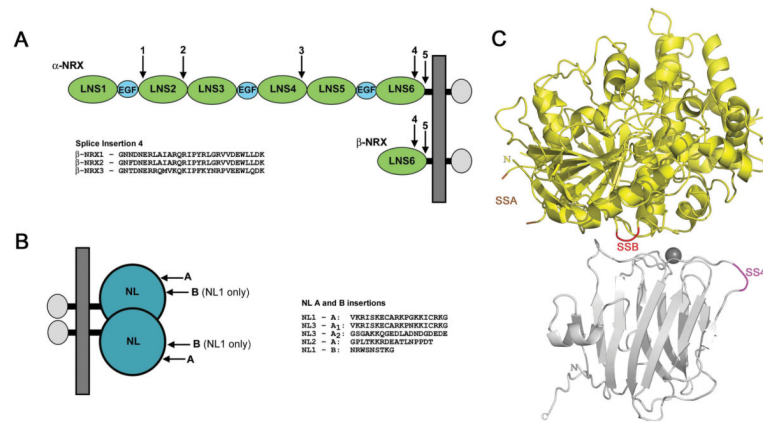 A
α-NRX
1
2
3
4
5
LNS1
EGF
LNS2
LNS3
EGF
LNS4
LNS5
EGF
LNS6
Splice Insertion 4
β-NRX1 – GNNDNERLAIARQRIPYRLGRVVDEWLLDK
β-NRX2 – GNFDNERLAIARQRIPYRLGRVVDEWLLDK
β-NRX3 – GNTDNERRQMVKQKIPFKYNRPVEEWLQDK
β-NRX
4
5
LNS6
B
NL
NL
A
B (NL1 only)
B (NL1 only)
A
NL A and B insertions
NL1 – A: VKRISKECARKPGKKICRKG
NL3 – A1: VKRISKECARKPNKKICRKG
NL3 – A2: GSGAKKQGEDLADNDGDEDE
NL2 – A: GPLTKKRDEATLNPPDT
NL1 – B: NRWSNSTKG
C
N
SSA
SSB
SS4
N
C